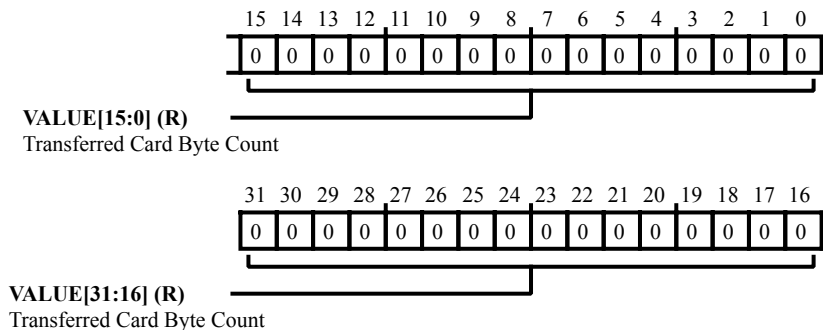 15 14 13 12 11 10 9 8 7 6 5 4 3 2 1 0
0 0 0 0 0 0 0 0 0 0 0 0 0 0 0 0
VALUE[15:0] (R)
Transferred Card Byte Count
31 30 29 28 27 26 25 24 23 22 21 20 19 18 17 16
0 0 0 0 0 0 0 0 0 0 0 0 0 0 0 0
VALUE[31:16] (R)
Transferred Card Byte Count